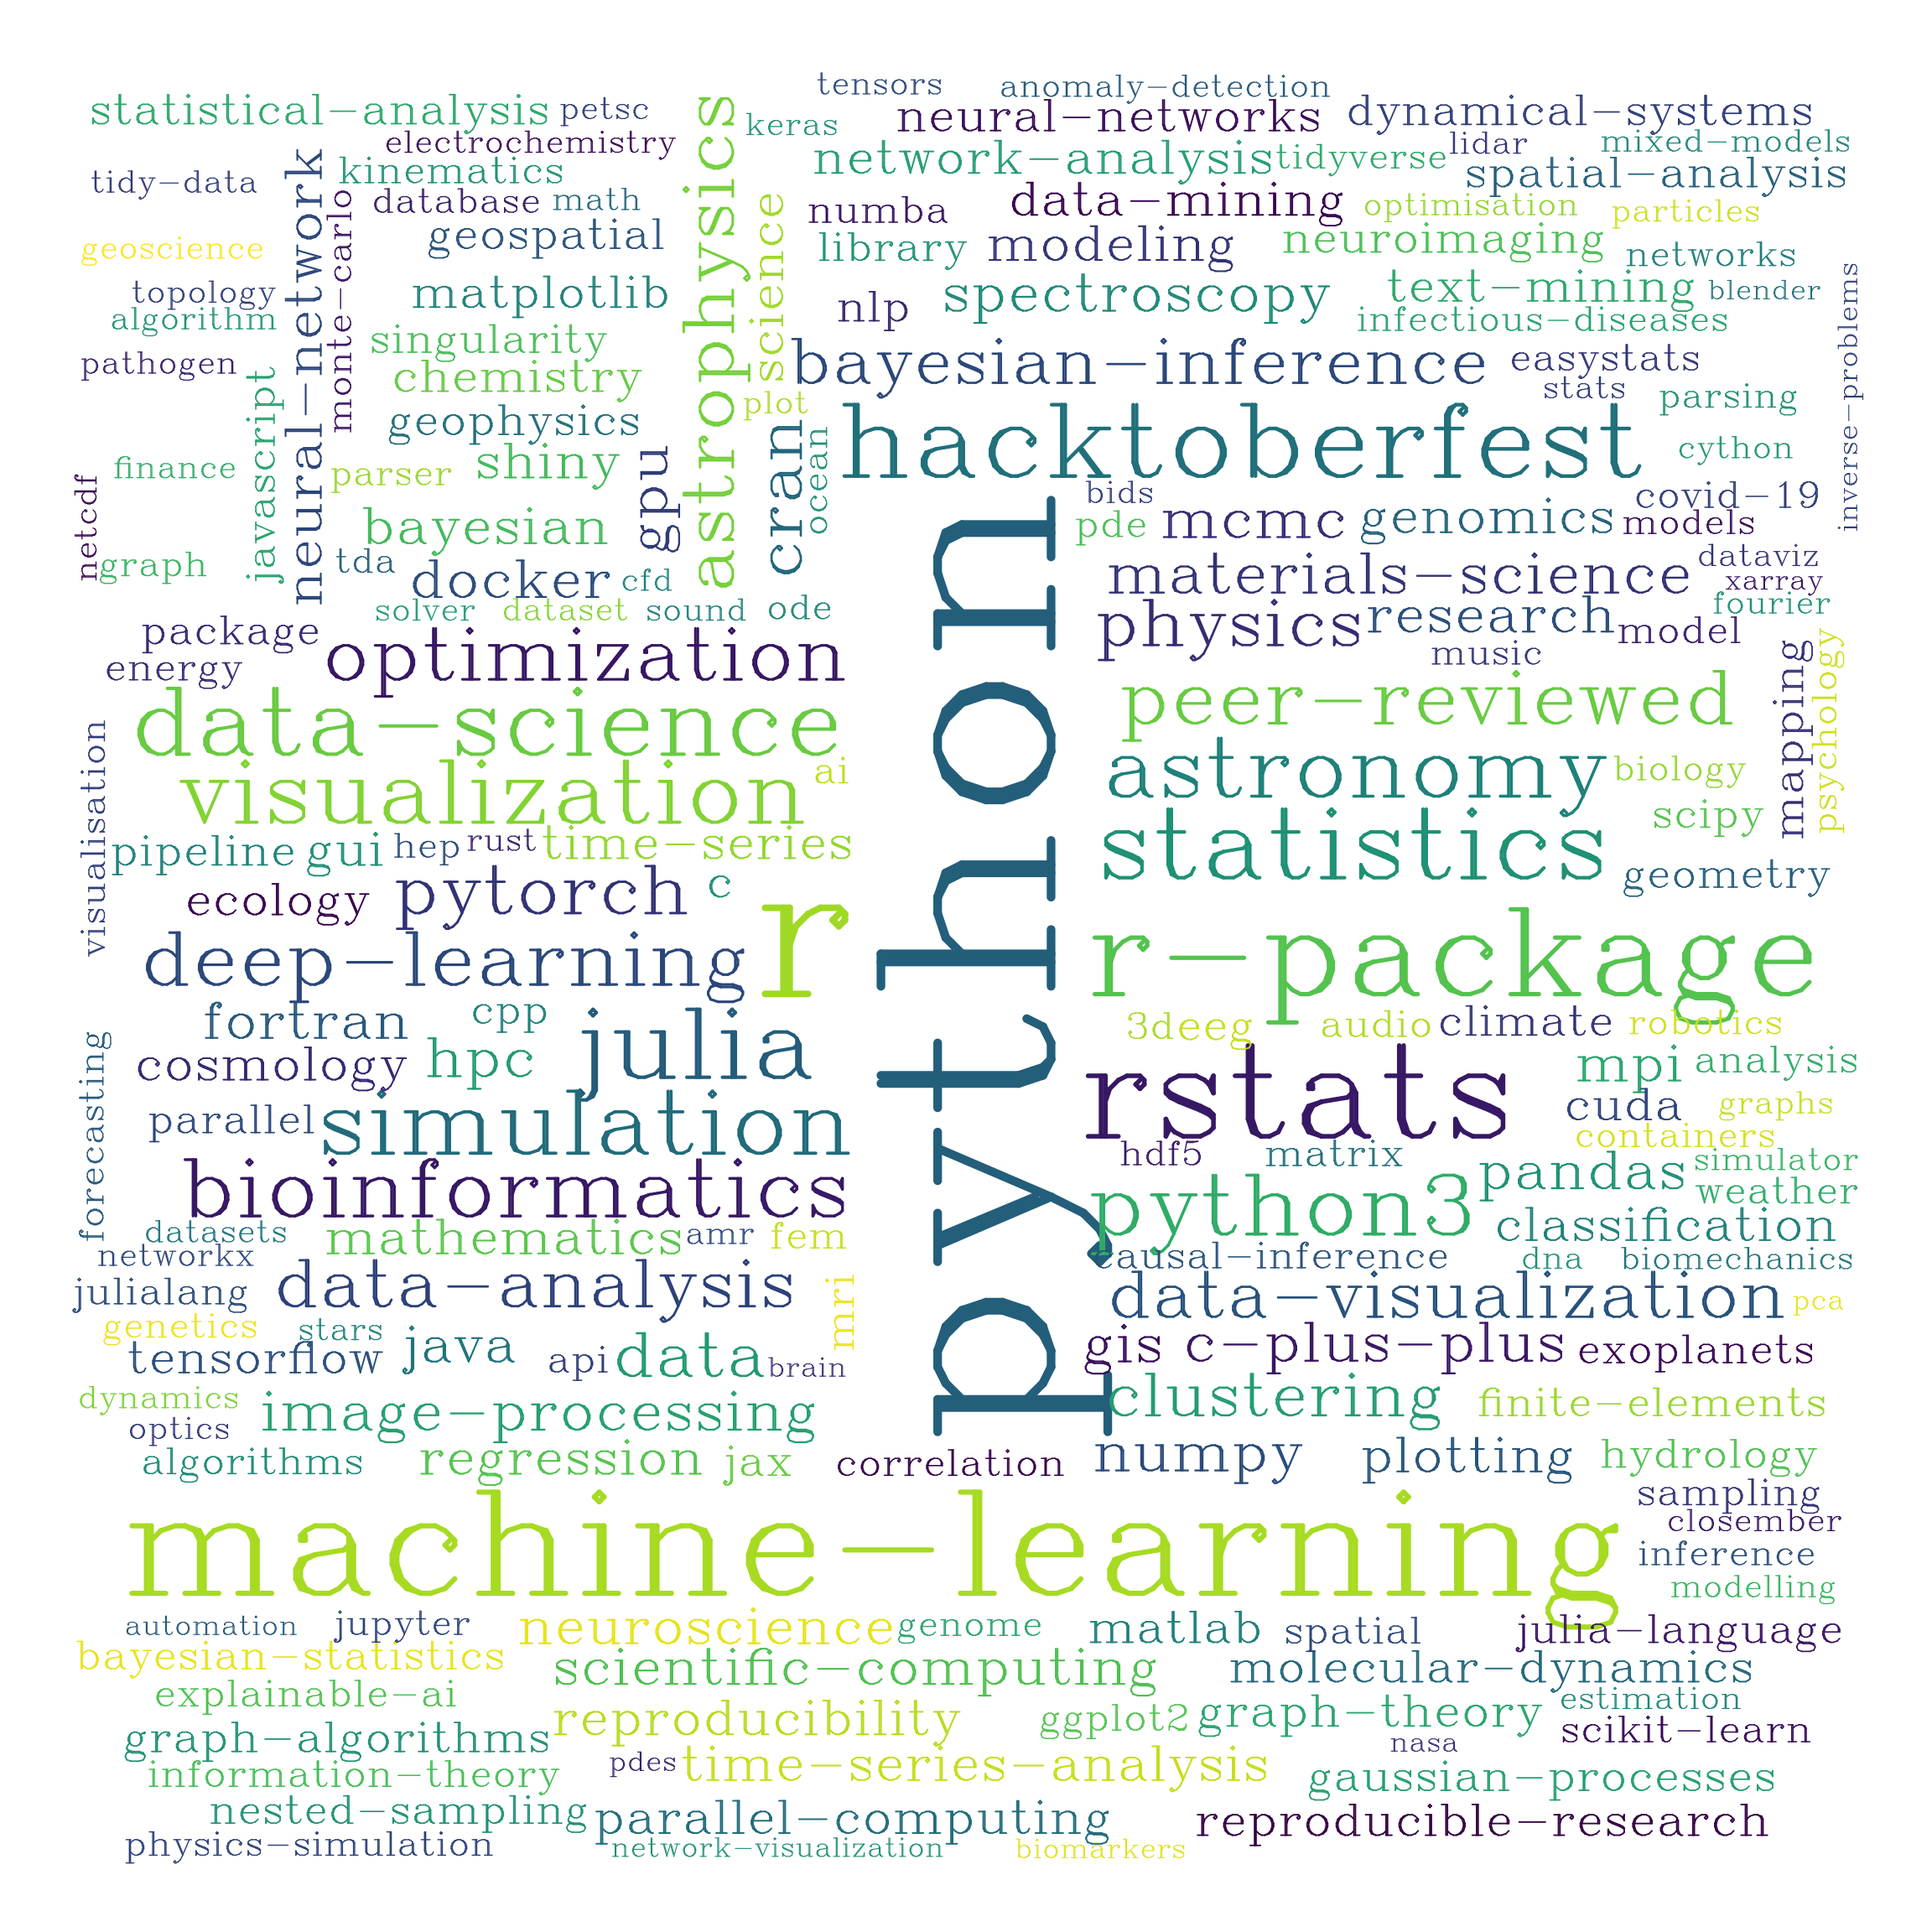 tensors
anomaly-detection
statistical-analysis
petsc
keras
neural-networks
dynamical-systems
electrochemistry
lidar
mixed-models
kinematics
network-analysis
tidyverse
spatial-analysis
tidy-data
neural-network
monte-carlo
database
math
astrophysics
science
numba
data-mining
optimisation
particles
geoscience
geospatial
library
modeling
neuroimaging
networks
topology
matplotlib
nlp
spectroscopy
text-mining
blender
algorithm
infectious-diseases
inverse-problems
singularity
pathogen
javascript
chemistry
bayesian-inference
easystats
stats
plot
parsing
geophysics
cran
ocean
hacktoberfest
cython
finance
parser
shiny
gpu
netcdf
bids
covid-19
graph
bayesian
pde
mcmc
genomics
models
tda
docker
cfd
materials-science
dataviz
xarray
solver
dataset
sound
ode
physics
research
fourier
package
model
energy
optimization
music
mapping
psychology
data-science
peer-reviewed
visualisation
visualization
ai
python
astronomy
biology
pipeline
gui
hep
rust
time-series
statistics
scipy
ecology
pytorch
c
geometry
r
r-package
deep-learning
fortran
cpp
julia
3d
eeg
audio
climate
robotics
forecasting
cosmology
hpc
rstats
mpi
analysis
parallel
simulation
cuda
graphs
containers
hdf5
matrix
pandas
simulator
bioinformatics
python3
weather
datasets
mathematics
amr
fem
classification
networkx
causal-inference
dna
biomechanics
julialang
data-analysis
mri
data-visualization
pca
genetics
stars
tensorflow
java
api
data
brain
gis
c-plus-plus
exoplanets
dynamics
optics
image-processing
clustering
finite-elements
algorithms
regression
jax
correlation
numpy
plotting
hydrology
machine-learning
sampling
closember
inference
modelling
automation
jupyter
neuroscience
genome
matlab
spatial
julia-language
bayesian-statistics
scientific-computing
molecular-dynamics
explainable-ai
reproducibility
ggplot2
graph-theory
estimation
graph-algorithms
scikit-learn
nasa
information-theory
pdes
time-series-analysis
gaussian-processes
nested-sampling
parallel-computing
reproducible-research
physics-simulation
network-visualization
biomarkers